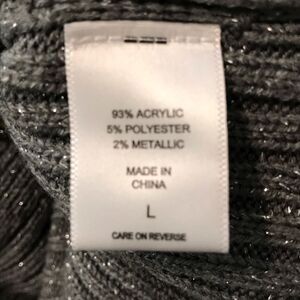 93% ACRYLIC
5% POLYESTER
2% METALLIC
MADE IN
CHINA
L
CARE ON REVERSE